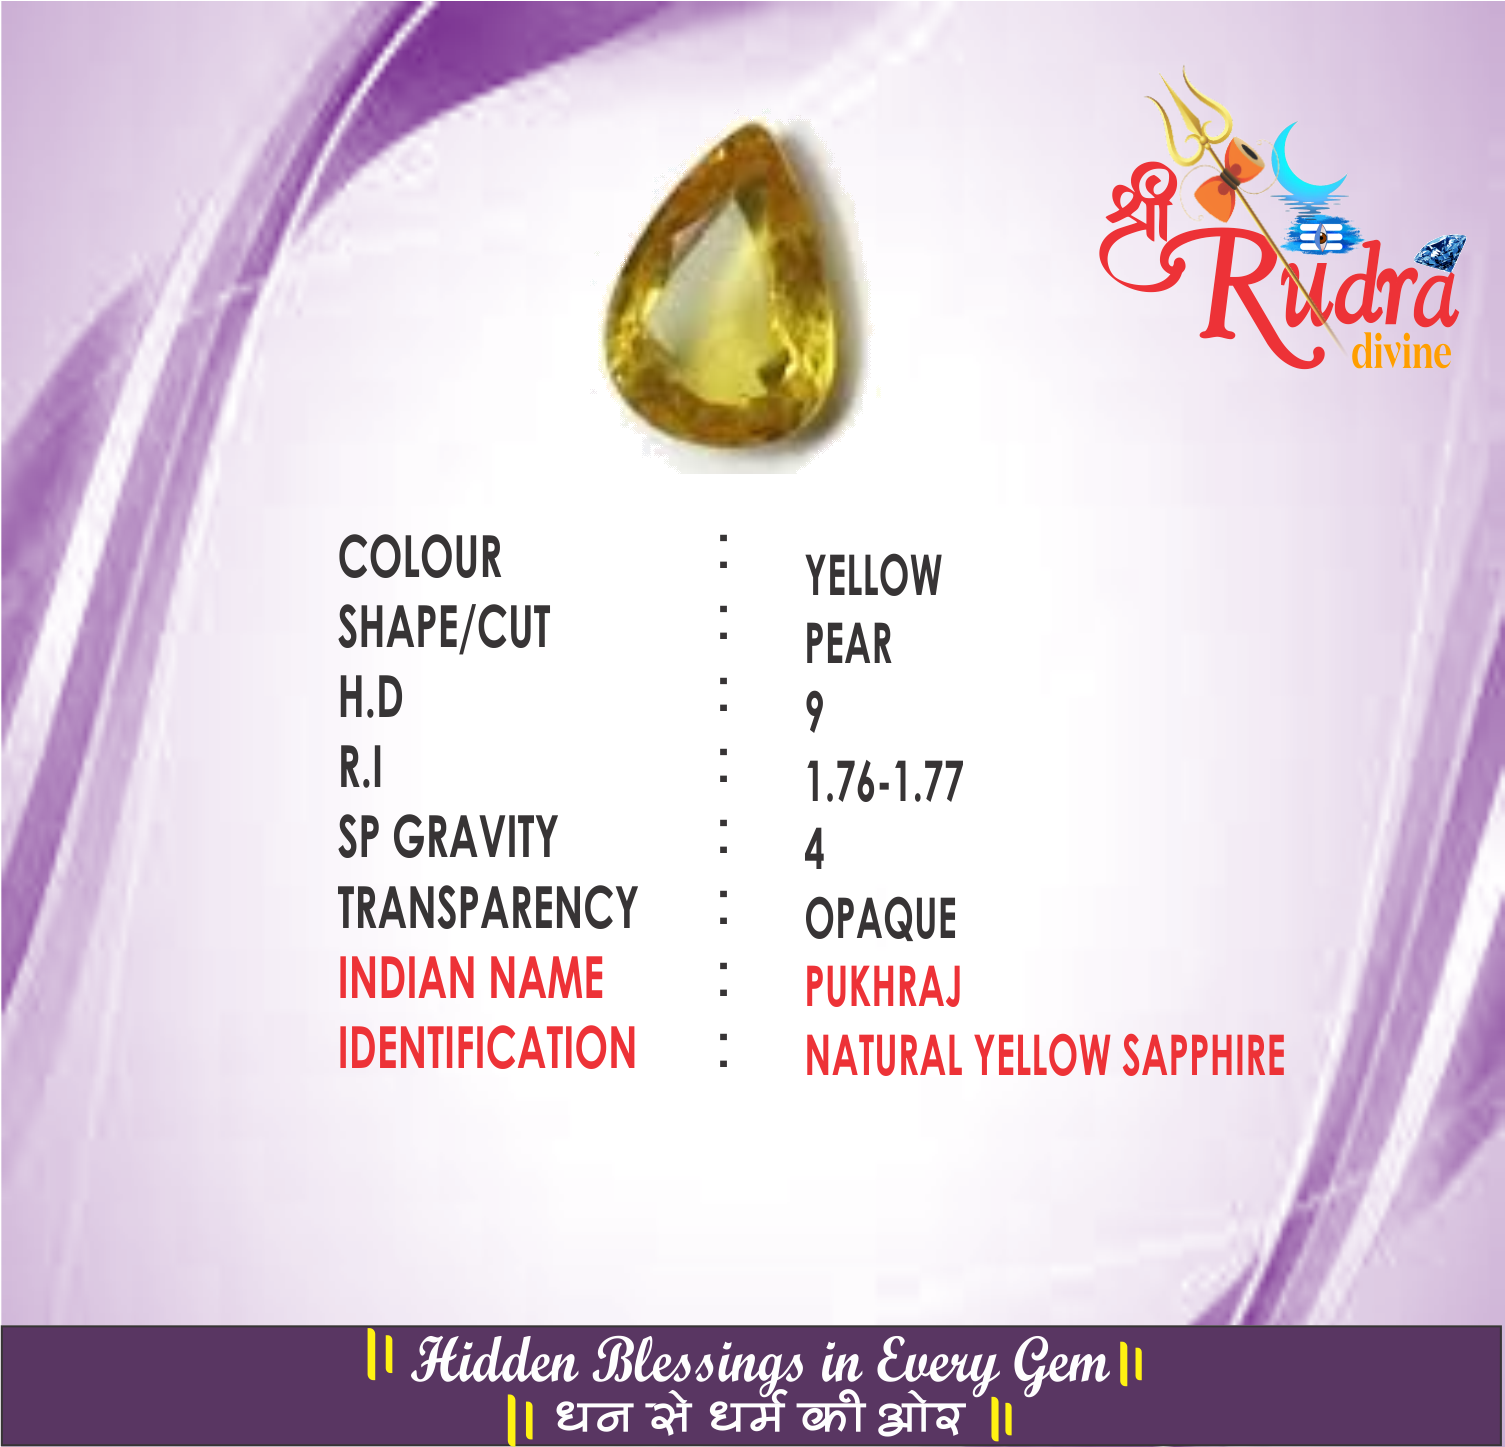 श्री
Rudra
divine
COLOUR : YELLOW
SHAPE/CUT : PEAR
H.D : 9
R.I : 1.76-1.77
SP GRAVITY : 4
TRANSPARENCY : OPAQUE
INDIAN NAME : PUKHRAJ
IDENTIFICATION : NATURAL YELLOW SAPPHIRE
|| Hidden Blessings in Every Gem ||
|| धन से धर्म की ओर ||